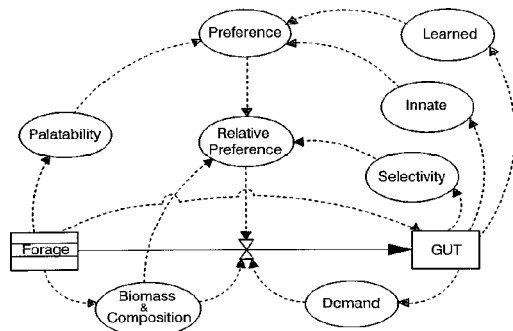 Preference
Learned
Innate
Palatability
Relative
Preference
Selectivity
Forage
GUT
Biomass
&
Composition
Demand